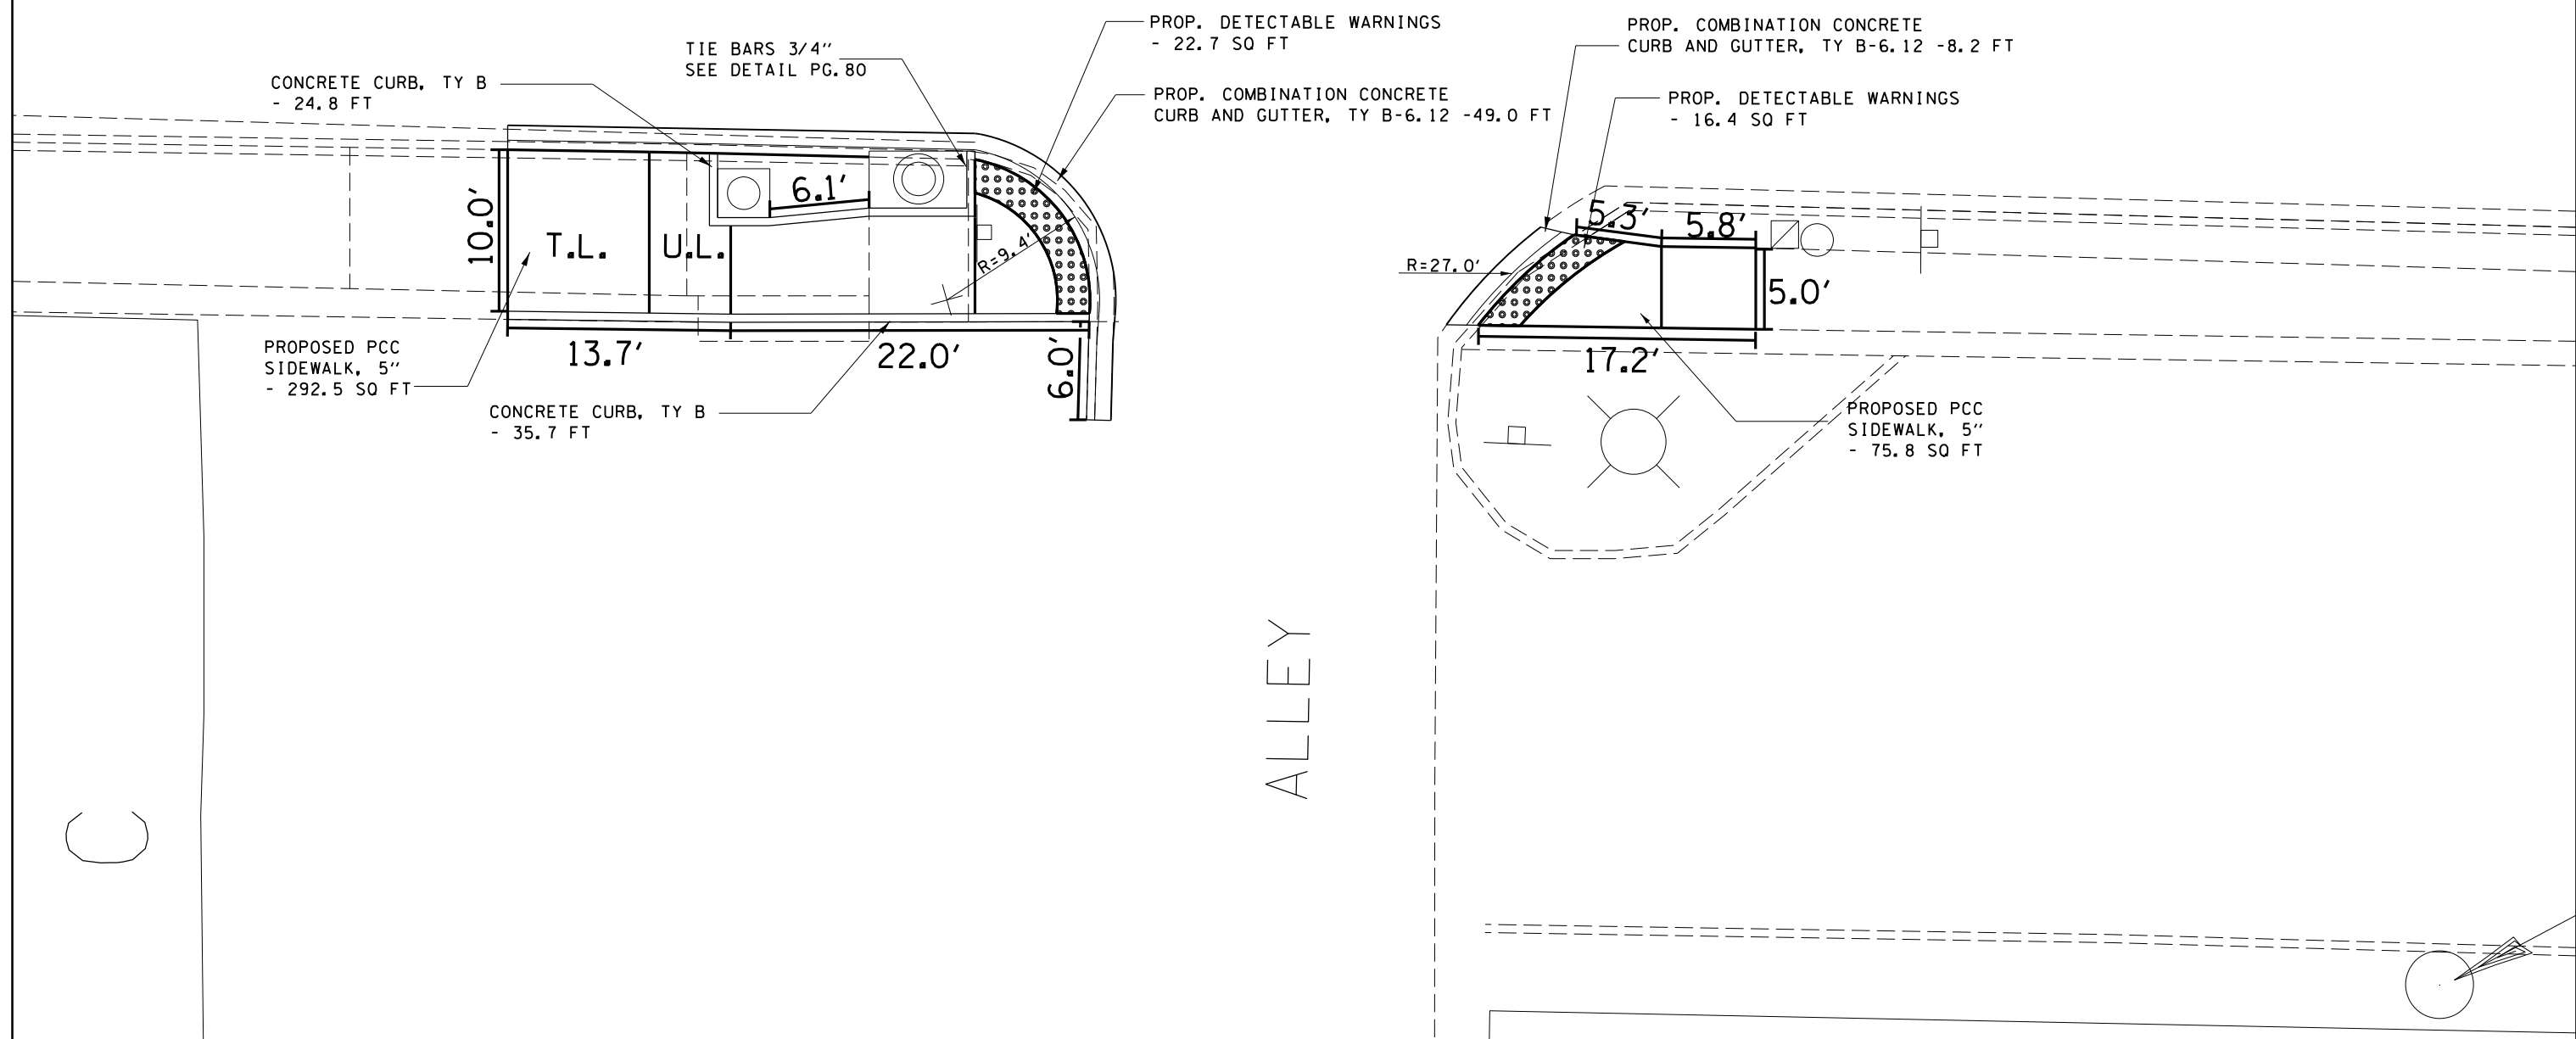 PROP. DETECTABLE WARNINGS
- 22.7 SQ FT
PROP. COMBINATION CONCRETE
CURB AND GUTTER, TY B-6.12 -8.2 FT
TIE BARS 3/4"
SEE DETAIL PG.80
CONCRETE CURB, TY B
- 24.8 FT
PROP. COMBINATION CONCRETE
CURB AND GUTTER, TY B-6.12 -49.0 FT
PROP. DETECTABLE WARNINGS
- 16.4 SQ FT
6.1'
10.0'
T.L.
U.L.
R=9.4'
5.3'
5.8'
R=27.0'
5.0'
13.7'
22.0'
6.0'
17.2'
PROPOSED PCC
SIDEWALK, 5"
- 292.5 SQ FT
CONCRETE CURB, TY B
- 35.7 FT
PROPOSED PCC
SIDEWALK, 5"
- 75.8 SQ FT
ALLEY